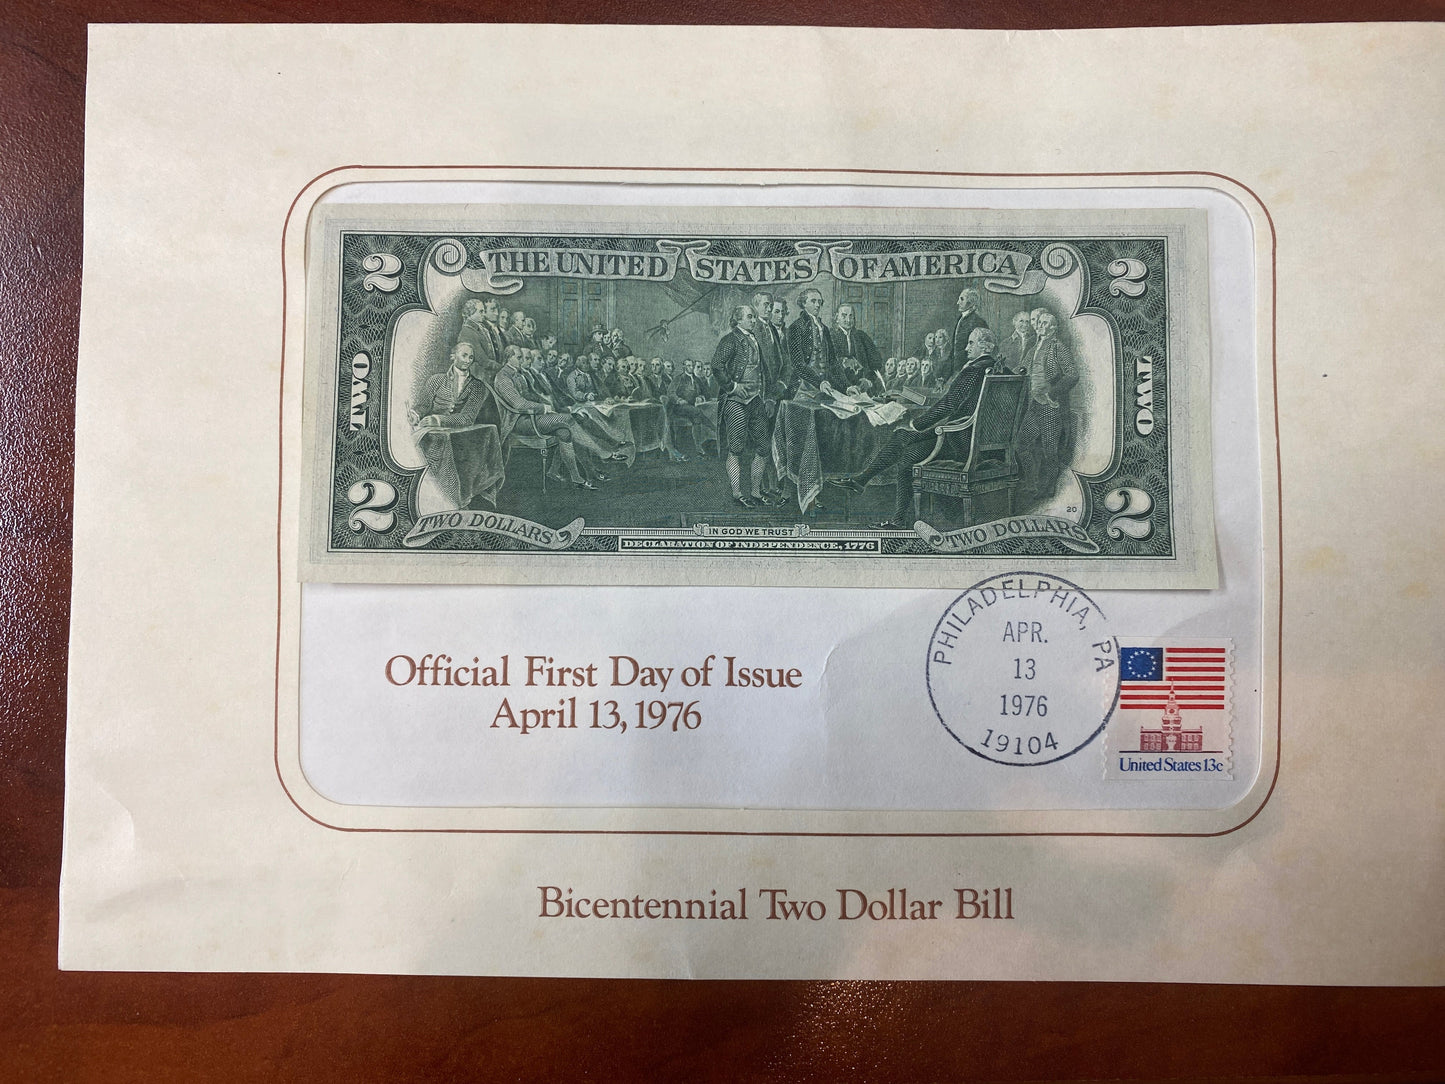 THE UNITED STATES OF AMERICA
2
2
TWO
TWO
2
2
20
TWO DOLLARS
IN GOD WE TRUST
TWO DOLLARS
DECLARATION OF INDEPENDENCE, 1776
PHILADELPHIA, PA
APR.
13
1976
19104
Official First Day of Issue
April 13, 1976
United States 13c
Bicentennial Two Dollar Bill